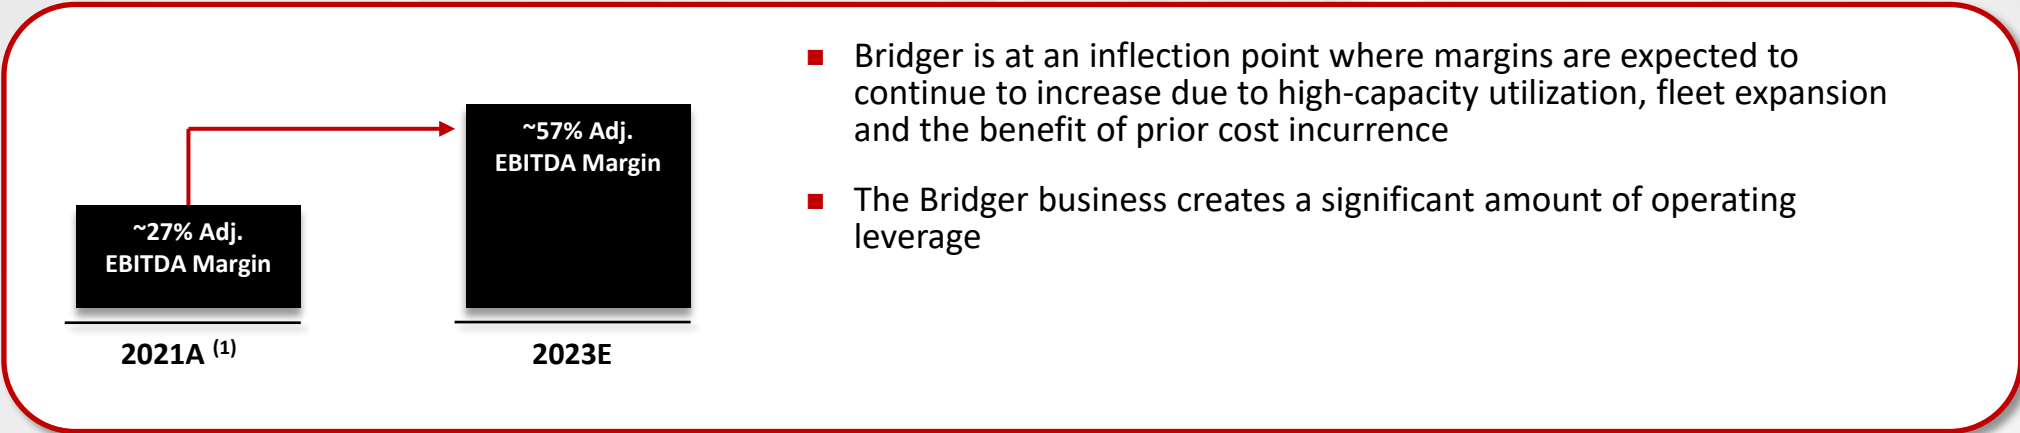 ~27% Adj.
EBITDA Margin
2021A (1)
~57% Adj.
EBITDA Margin
2023E
■ Bridger is at an inflection point where margins are expected to
continue to increase due to high-capacity utilization, fleet expansion
and the benefit of prior cost incurrence
■ The Bridger business creates a significant amount of operating
leverage